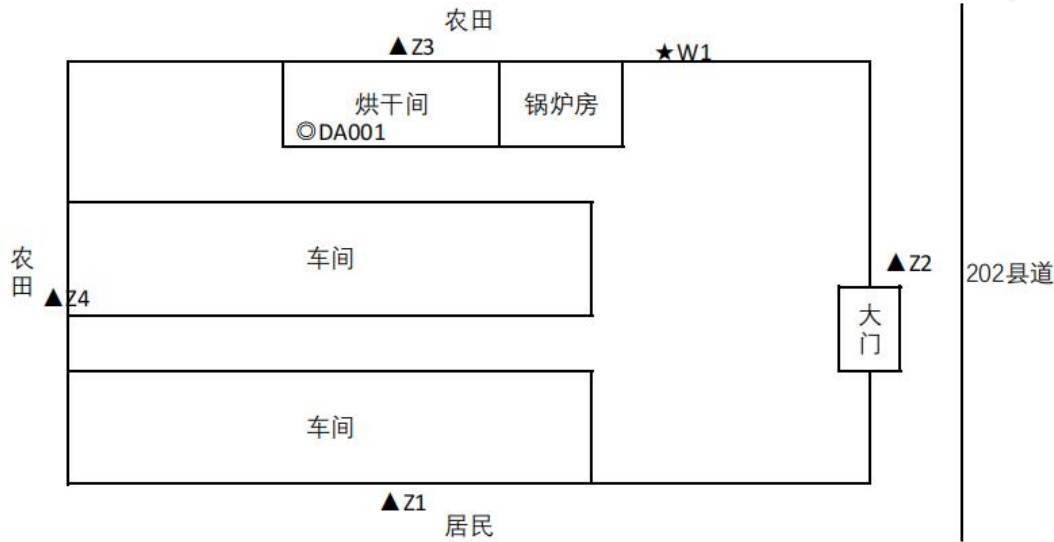 农田
▲Z3
★W1
烘干间
锅炉房
◎DA001
车间
农
田
▲Z4
▲Z2
202县道
大
门
车间
▲Z1
居民